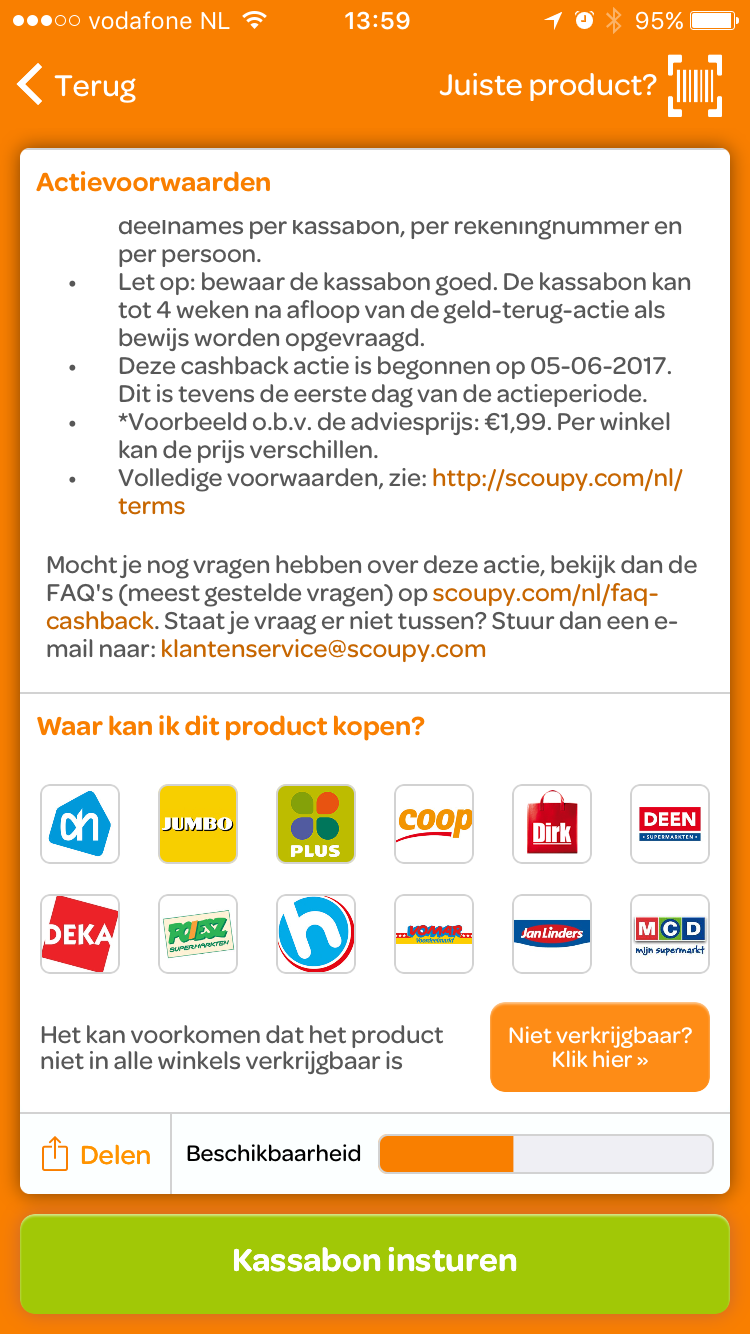 vodafone NL 13:59 95%
Terug Juiste product?
Actievoorwaarden
deelnames per kassabon, per rekeningnummer en
per persoon.
• Let op: bewaar de kassabon goed. De kassabon kan
tot 4 weken na afloop van de geld-terug-actie als
bewijs worden opgevraagd.
• Deze cashback actie is begonnen op 05-06-2017.
Dit is tevens de eerste dag van de actieperiode.
• *Voorbeeld o.b.v. de adviesprijs: €1,99. Per winkel
kan de prijs verschillen.
• Volledige voorwaarden, zie: http://scoupy.com/nl/
terms
Mocht je nog vragen hebben over deze actie, bekijk dan de
FAQ's (meest gestelde vragen) op scoupy.com/nl/faq-
cashback. Staat je vraag er niet tussen? Stuur dan een e-
mail naar: klantenservice@scoupy.com
Waar kan ik dit product kopen?
ah JUMBO PLUS coop Dirk DEEN
SUPERMARKTEN
DEKA POIESZ h VOMAR Jan Linders MCD
SUPERMARKTEN Voordeelmarkt mijn supermarkt
Het kan voorkomen dat het product
niet in alle winkels verkrijgbaar is
Niet verkrijgbaar?
Klik hier »
Delen Beschikbaarheid
Kassabon insturen